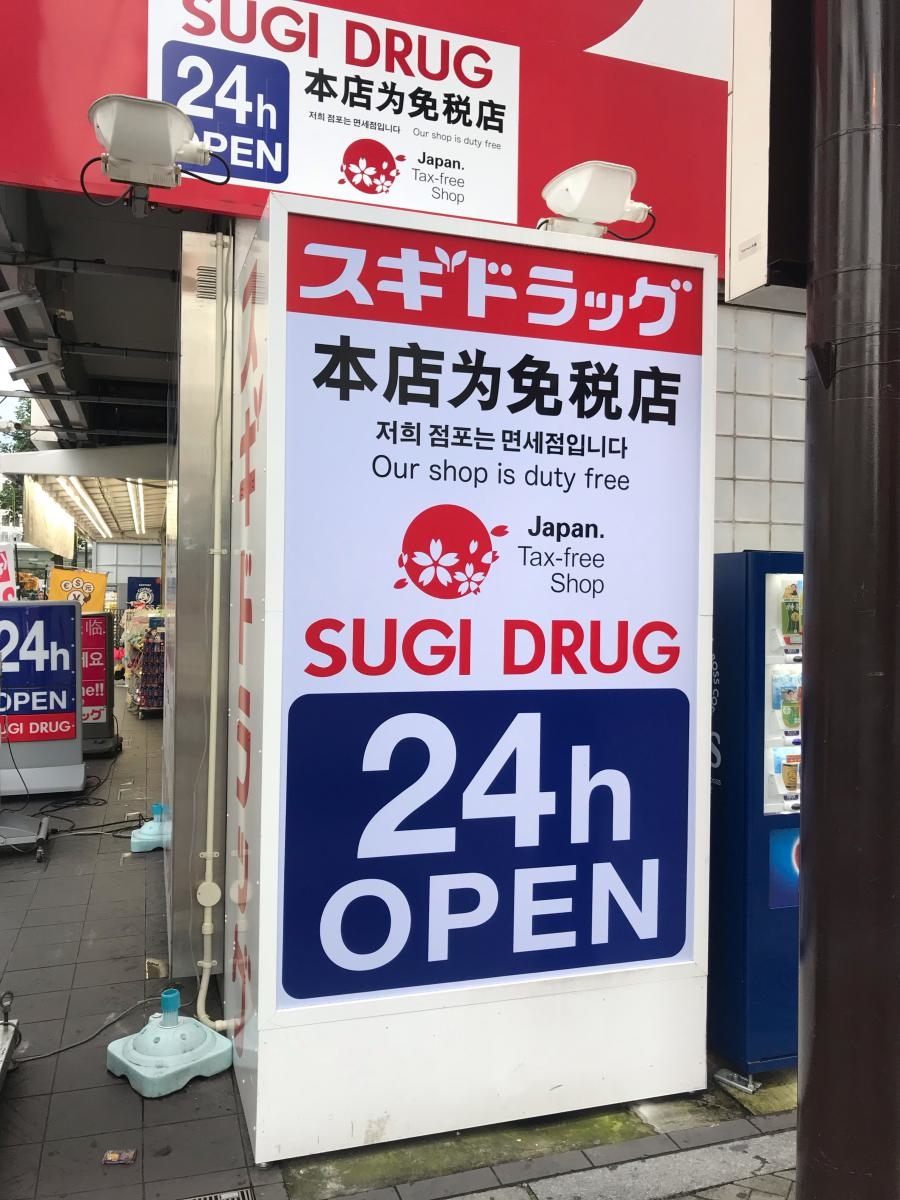 SUGI DRUG
24h
OPEN
本店为免税店
저희 점포는 면세점입니다
Our shop is duty free
Japan.
Tax-free
Shop
スギドラッグ
本店为免税店
저희 점포는 면세점입니다
Our shop is duty free
Japan.
Tax-free
Shop
SUGI DRUG
24h
OPEN
24h
OPEN
SUGI DRUG